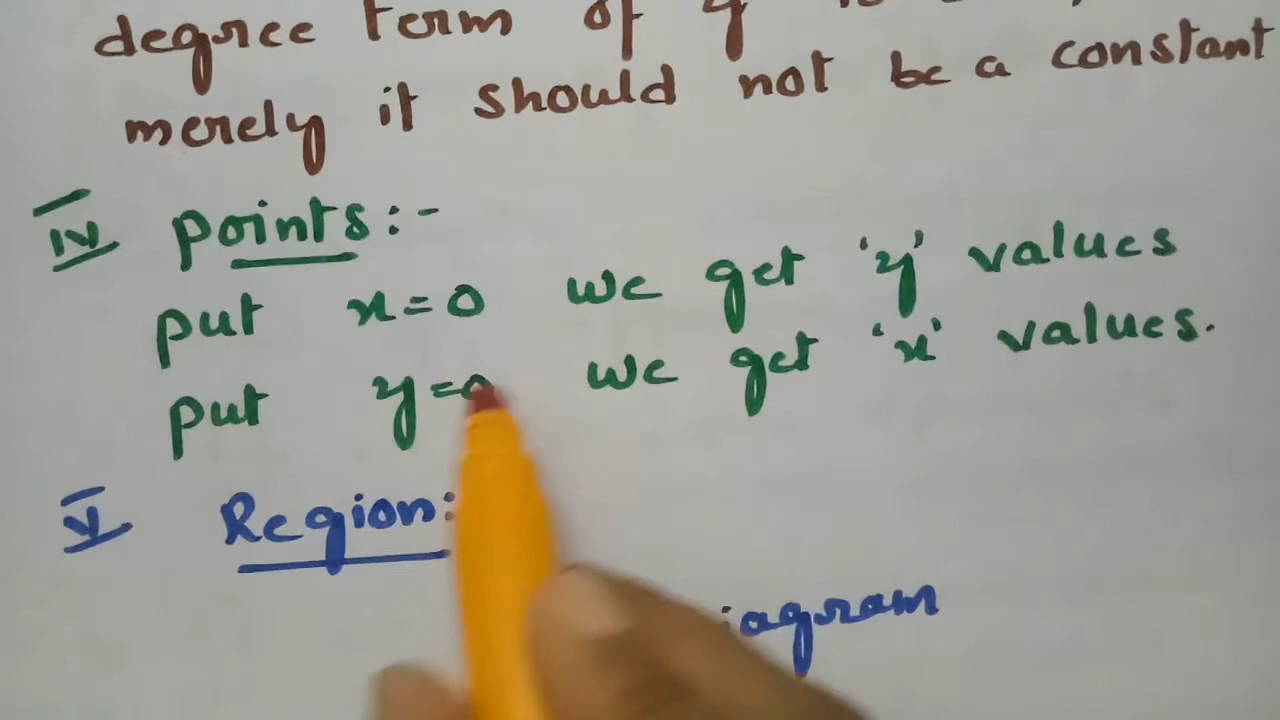 degree term of y
merely it should not be a constant
IV points:-
put x=0 we get 'y' values
put y=0 we get 'x' values.
V Region: